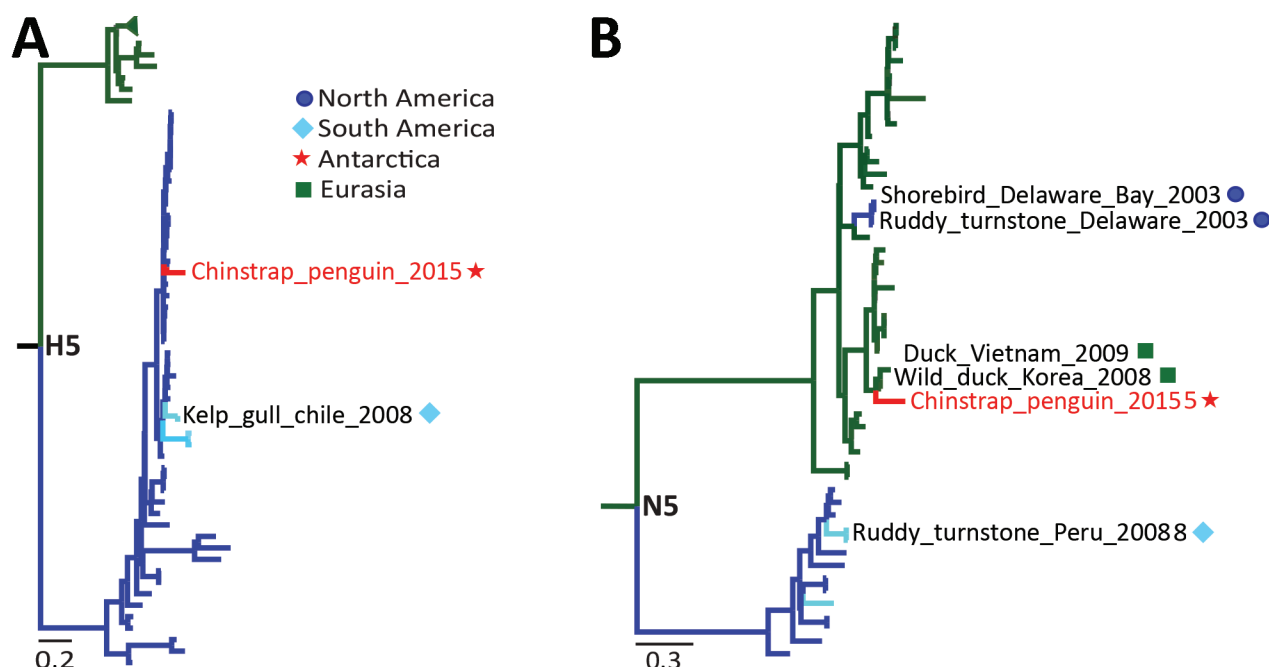 A
North America
South America
Antarctica
Eurasia
Chinstrap_penguin_2015
H5
Kelp_gull_chile_2008
0.2
B
Shorebird_Delaware_Bay_2003
Ruddy_turnstone_Delaware_2003
Duck_Vietnam_2009
Wild_duck_Korea_2008
Chinstrap_penguin_20155
N5
Ruddy_turnstone_Peru_20088
0.3